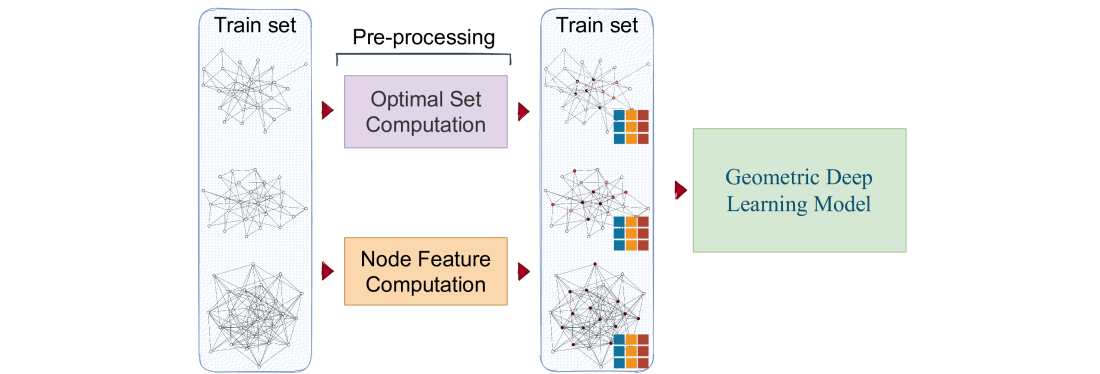 Train set
Pre-processing
Optimal Set
Computation
Node Feature
Computation
Train set
Geometric Deep
Learning Model